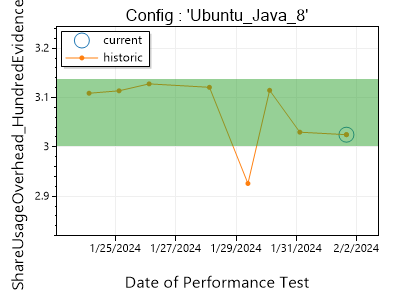 Config : 'Ubuntu_Java_8'
ShareUsageOverhead_HundredEvidence
current
historic
3.2
3.1
3
2.9
1/25/2024 1/27/2024 1/29/2024 1/31/2024 2/2/2024
Date of Performance Test